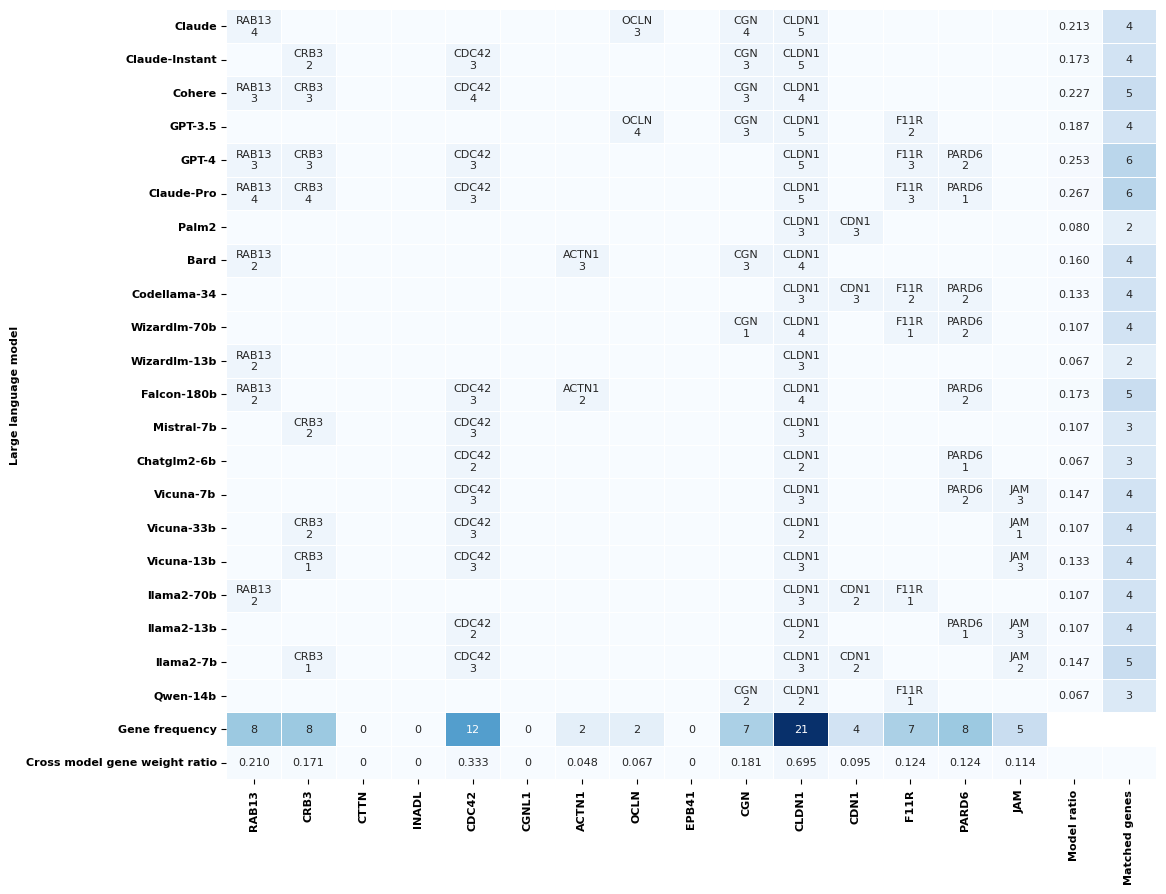 Large language model
Claude
RAB13 OCLN CGN CLDN1
4 3 4 5 0.213 4
Claude-Instant
CRB3 CDC42 CGN CLDN1
2 3 3 5 0.173 4
Cohere
RAB13 CRB3 CDC42 CGN CLDN1
3 3 4 3 4 0.227 5
GPT-3.5
OCLN CGN CLDN1 F11R
4 3 5 2 0.187 4
GPT-4
RAB13 CRB3 CDC42 CLDN1 F11R PARD6
3 3 3 5 3 2 0.253 6
Claude-Pro
RAB13 CRB3 CDC42 CLDN1 F11R PARD6
4 4 3 5 3 1 0.267 6
Palm2
CLDN1 CDN1
3 3 0.080 2
Bard
RAB13 ACTN1 CGN CLDN1
2 3 3 4 0.160 4
Codellama-34
CLDN1 CDN1 F11R PARD6
3 3 2 2 0.133 4
Wizardlm-70b
CGN CLDN1 F11R PARD6
1 4 1 2 0.107 4
Wizardlm-13b
RAB13 CLDN1
2 3 0.067 2
Falcon-180b
RAB13 CDC42 ACTN1 CLDN1 PARD6
2 3 2 4 2 0.173 5
Mistral-7b
CRB3 CDC42 CLDN1
2 3 3 0.107 3
Chatglm2-6b
CDC42 CLDN1 PARD6
2 2 1 0.067 3
Vicuna-7b
CDC42 CLDN1 PARD6 JAM
3 3 2 3 0.147 4
Vicuna-33b
CRB3 CDC42 CLDN1 JAM
2 3 2 1 0.107 4
Vicuna-13b
CRB3 CDC42 CLDN1 JAM
1 3 3 3 0.133 4
llama2-70b
RAB13 CLDN1 CDN1 F11R
2 3 2 1 0.107 4
llama2-13b
CDC42 CLDN1 PARD6 JAM
2 2 1 3 0.107 4
llama2-7b
CRB3 CDC42 CLDN1 CDN1 JAM
1 3 3 2 2 0.147 5
Qwen-14b
CGN CLDN1 F11R
2 2 1 0.067 3
Gene frequency 8 8 0 0 12 0 2 2 0 7 21 4 7 8 5
Cross model gene weight ratio 0.210 0.171 0 0 0.333 0 0.048 0.067 0 0.181 0.695 0.095 0.124 0.124 0.114
RAB13
CRB3
CTTN
INADL
CDC42
CGNL1
ACTN1
OCLN
EPB41
CGN
CLDN1
CDN1
F11R
PARD6
JAM
Model ratio
Matched genes